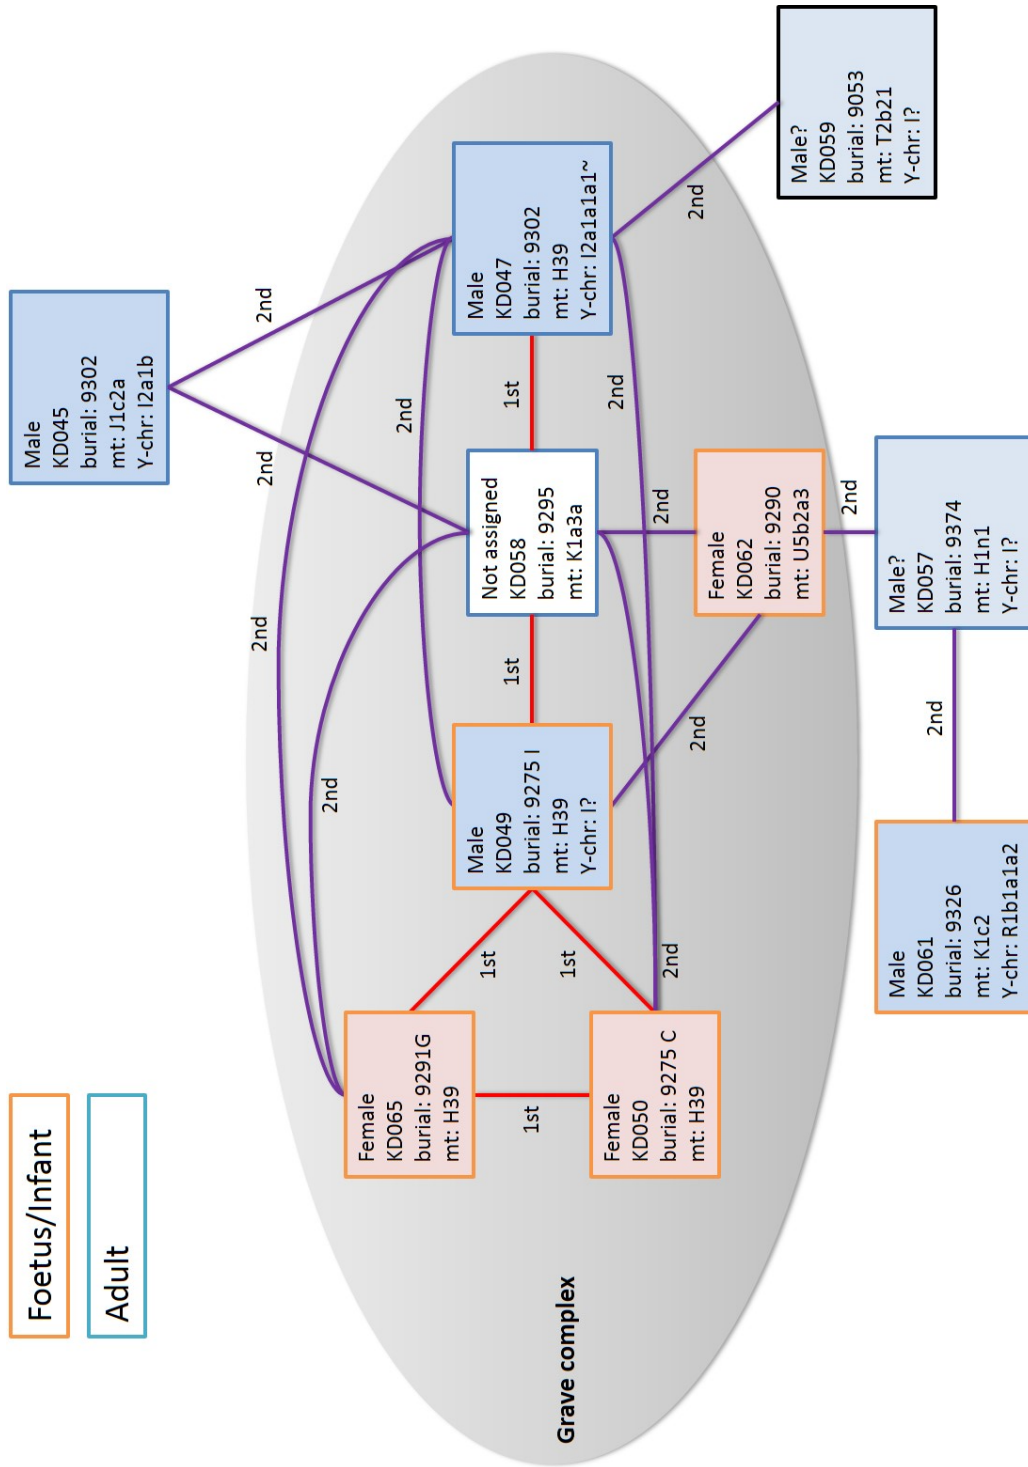 Foetus/Infant
Adult
Male
KD045
burial: 9302
mt: J1c2a
Y-chr: I2a1b
2nd
2nd
2nd
2nd
2nd
Female
KD065
burial: 9291G
mt: H39
1st
1st
1st
Female
KD050
burial: 9275 C
mt: H39
Male
KD049
burial: 9275 I
mt: H39
Y-chr: I?
1st
Not assigned
KD058
burial: 9295
mt: K1a3a
1st
Male
KD047
burial: 9302
mt: H39
Y-chr: I2a1a1a1~
2nd
2nd
2nd
2nd
2nd
Female
KD062
burial: 9290
mt: U5b2a3
Grave complex
2nd
Male?
KD059
burial: 9053
mt: T2b21
Y-chr: I?
Male
KD061
burial: 9326
mt: K1c2
Y-chr: R1b1a1a2
2nd
Male?
KD057
burial: 9374
mt: H1n1
Y-chr: I?